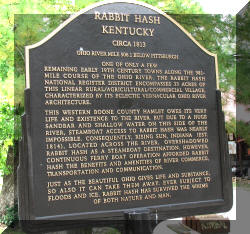 RABBIT HASH
KENTUCKY
CIRCA 1813
OHIO RIVER MILE 506.1 BELOW PITTSBURGH
ONE OF ONLY A FEW
REMAINING EARLY 19TH CENTURY TOWNS ALONG THE 981-
MILE COURSE OF THE OHIO RIVER, THE RABBIT HASH
NATIONAL REGISTER DISTRICT ENCOMPASSES 33 ACRES OF
THIS LINEAR RURAL/AGRICULTURAL/COMMERCIAL VILLAGE,
CHARACTERIZED BY ITS ECLECTIC VERNACULAR OHIO RIVER
ARCHITECTURE.
THIS WESTERN BOONE COUNTY HAMLET OWES ITS VERY
LIFE AND EXISTENCE TO THE RIVER, BUT DUE TO A HUGE
SANDBAR AND SHALLOW WATER ON THIS SIDE OF THE
RIVER, STEAMBOAT ACCESS TO RABBIT HASH WAS NEARLY
IMPOSSIBLE. CONSEQUENTLY, RISING SUN, INDIANA (EST.
1814), LOCATED ACROSS THE RIVER, OVERSHADOWED
RABBIT HASH AS A STEAMBOAT DESTINATION. HOWEVER,
CONTINUOUS FERRY BOAT OPERATION AFFORDED RABBIT
HASH THE BENEFITS AND AMENITIES OF RIVER COMMERCE,
TRANSPORTATION AND COMMUNICATION.
JUST AS THE BEAUTIFUL OHIO GIVES LIFE AND SUBSTANCE,
SO ALSO IT CAN TAKE THEM AWAY. EVER SUBJECT TO
FLOODS AND ICE, RABBIT HASH HAS SURVIVED THE WHIMS
OF BOTH NATURE AND MAN.